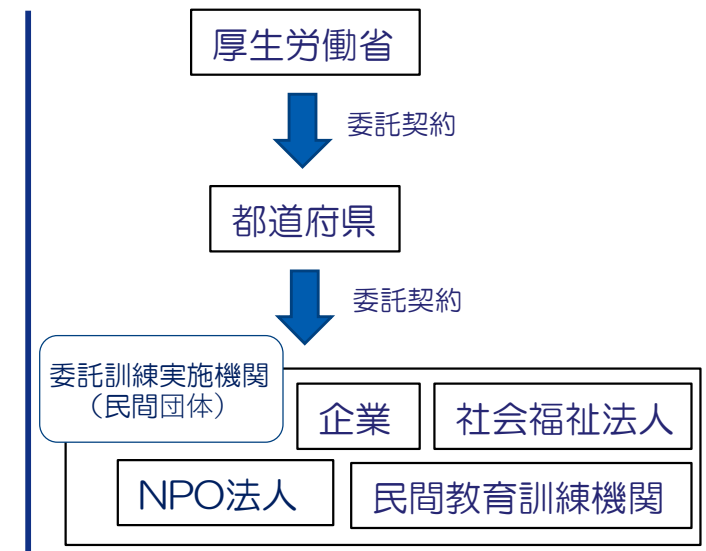 厚生労働省
委託契約
都道府県
委託契約
委託訓練実施機関
（民間団体）
企業
社会福祉法人
NPO法人
民間教育訓練機関